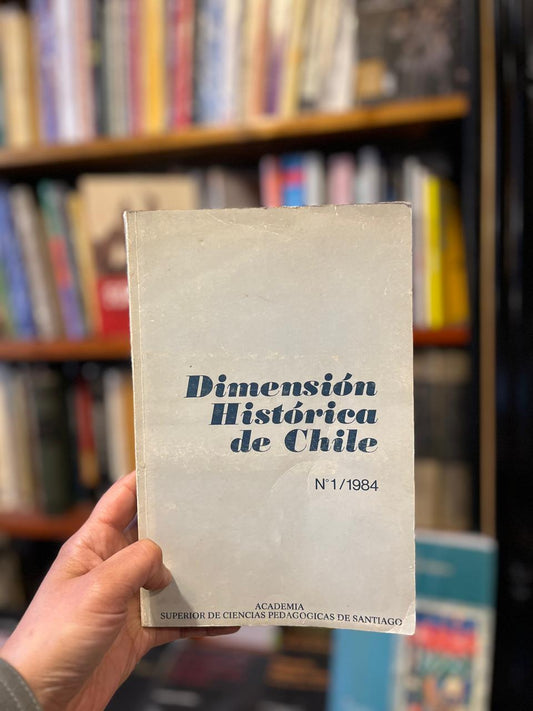 Dimensión
Histórica
de Chile
N° 1/1984
ACADEMIA
SUPERIOR DE CIENCIAS PEDAGOGICAS DE SANTIAGO